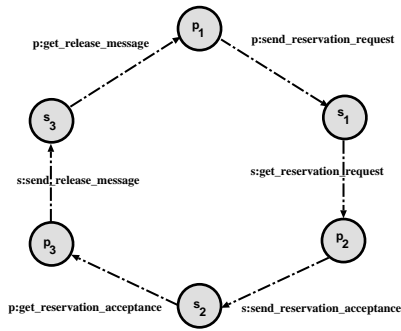 p1
p:get_release_message
p:send_reservation_request
s3
s1
s:get_reservation_request
s:send_release_message
p3
p2
p:get_reservation_acceptance
s2
s:send_reservation_acceptance